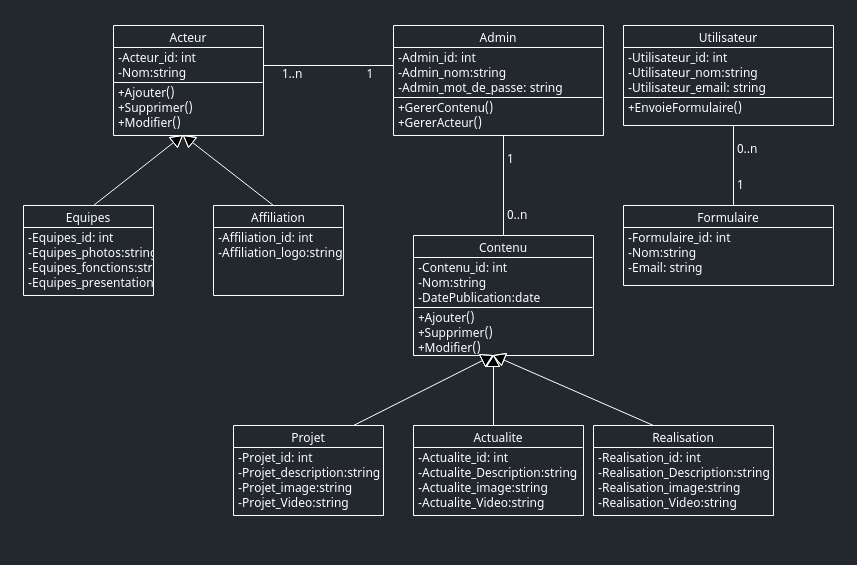 Acteur
-Acteur_id: int
-Nom:string
+Ajouter()
+Supprimer()
+Modifier()
1..n
1
Admin
-Admin_id: int
-Admin_nom:string
-Admin_mot_de_passe: string
+GererContenu()
+GererActeur()
Utilisateur
-Utilisateur_id: int
-Utilisateur_nom:string
-Utilisateur_email: string
+EnvoieFormulaire()
0..n
1
1
0..n
Equipes
-Equipes_id: int
-Equipes_photos:string
-Equipes_fonctions:str
-Equipes_presentation
Affiliation
-Affiliation_id: int
-Affiliation_logo:string
Formulaire
-Formulaire_id: int
-Nom:string
-Email: string
Contenu
-Contenu_id: int
-Nom:string
-DatePublication:date
+Ajouter()
+Supprimer()
+Modifier()
Projet
-Projet_id: int
-Projet_description:string
-Projet_image:string
-Projet_Video:string
Actualite
-Actualite_id: int
-Actualite_Description:string
-Actualite_image:string
-Actualite_Video:string
Realisation
-Realisation_id: int
-Realisation_Description:string
-Realisation_image:string
-Realisation_Video:string